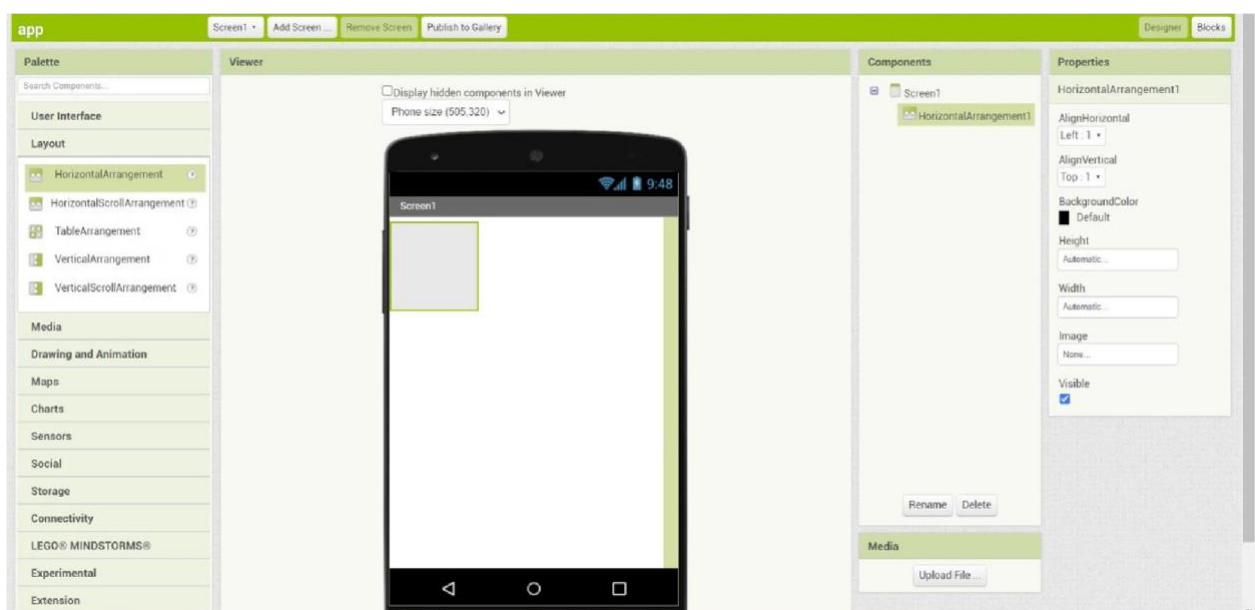 app
Screen1
Add Screen ...
Remove Screen
Publish to Gallery
Designer
Blocks
Palette
Search Components...
User Interface
Layout
HorizontalArrangement
HorizontalScrollArrangement
TableArrangement
VerticalArrangement
VerticalScrollArrangement
Media
Drawing and Animation
Maps
Charts
Sensors
Social
Storage
Connectivity
LEGO® MINDSTORMS®
Experimental
Extension
Viewer
Display hidden components in Viewer
Phone size (505,320)
9:48
Screen1
Components
Screen1
HorizontalArrangement1
Rename
Delete
Media
Upload File ...
Properties
HorizontalArrangement1
AlignHorizontal
Left : 1
AlignVertical
Top : 1
BackgroundColor
Default
Height
Automatic...
Width
Automatic...
Image
None...
Visible